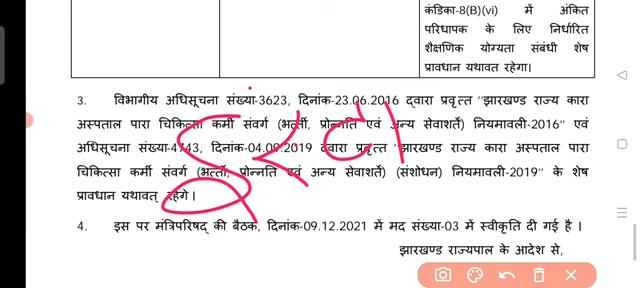 कंडिका-8(B)(vi) में अंकित
परिधापक के लिए निर्धारित
शैक्षणिक योग्यता संबंधी शेष
प्रावधान यथावत रहेगा।
3. विभागीय अधिसूचना संख्या-3623, दिनांक-23.06.2016 द्वारा प्रवृत्त "झारखण्ड राज्य कारा
अस्पताल पारा चिकित्सा कर्मी संवर्ग (भर्त्ती, प्रोन्नति एवं अन्य सेवाशर्ते) नियमावली-2016" एवं
अधिसूचना संख्या-4743, दिनांक-04.09.2019 द्वारा प्रवृत्त "झारखण्ड राज्य कारा अस्पताल पारा
चिकित्सा कर्मी संवर्ग (भर्त्ती, प्रोन्नति एवं अन्य सेवाशर्ते) (संशोधन) नियमावली-2019" के शेष
प्रावधान यथावत् रहेगे।
4. इस पर मंत्रिपरिषद् की बैठक, दिनांक-09.12.2021 में मद संख्या-03 में स्वीकृति दी गई है ।
झारखण्ड राज्यपाल के आदेश से,